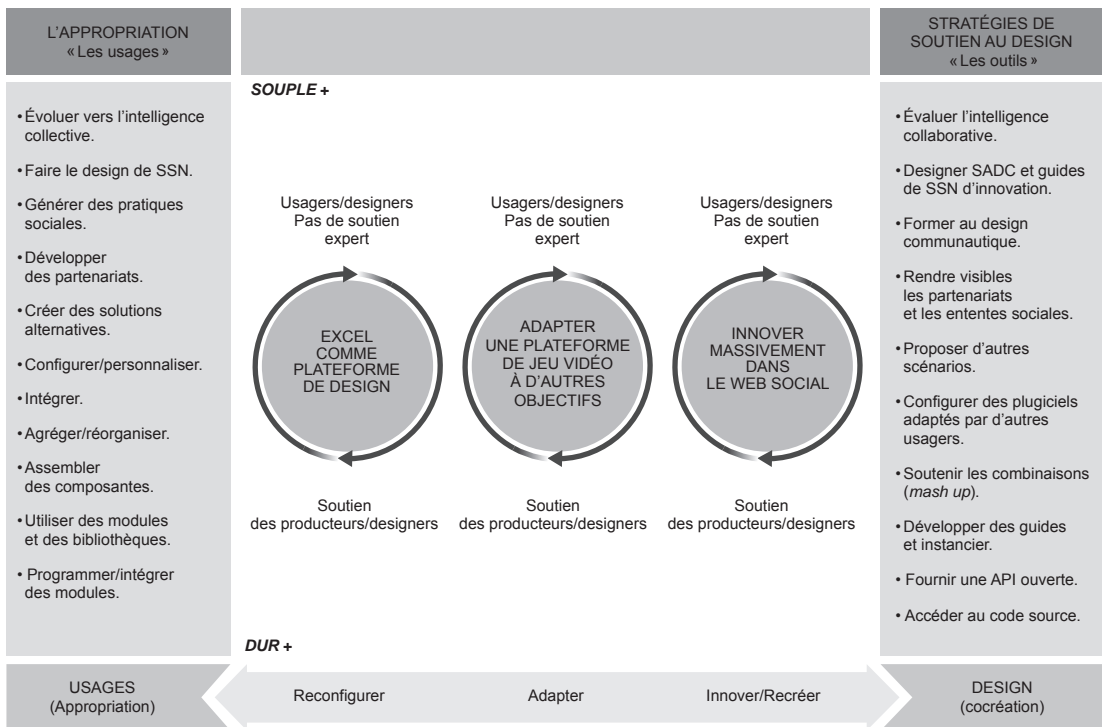 L'APPROPRIATION
« Les usages »
• Évoluer vers l'intelligence
collective.
• Faire le design de SSN.
• Générer des pratiques
sociales.
• Développer
des partenariats.
• Créer des solutions
alternatives.
• Configurer/personnaliser.
• Intégrer.
• Agréger/réorganiser.
• Assembler
des composantes.
• Utiliser des modules
et des bibliothèques.
• Programmer/intégrer
des modules.
USAGES
(Appropriation)
SOUPLE +
Usagers/designers
Pas de soutien
expert
EXCEL
COMME
PLATEFORME
DE DESIGN
Soutien
des producteurs/designers
Usagers/designers
Pas de soutien
expert
ADAPTER
UNE PLATEFORME
DE JEU VIDÉO
À D'AUTRES
OBJECTIFS
Soutien
des producteurs/designers
Usagers/designers
Pas de soutien
expert
INNOVER
MASSIVEMENT
DANS
LE WEB SOCIAL
Soutien
des producteurs/designers
DUR +
Reconfigurer
Adapter
Innover/Recréer
STRATÉGIES DE
SOUTIEN AU DESIGN
« Les outils »
• Évaluer l'intelligence
collaborative.
• Designer SADC et guides
de SSN d'innovation.
• Former au design
communautique.
• Rendre visibles
les partenariats
et les ententes sociales.
• Proposer d'autres
scénarios.
• Configurer des plugiciels
adaptés par d'autres
usagers.
• Soutenir les combinaisons
(mash up).
• Développer des guides
et instancier.
• Fournir une API ouverte.
• Accéder au code source.
DESIGN
(cocréation)